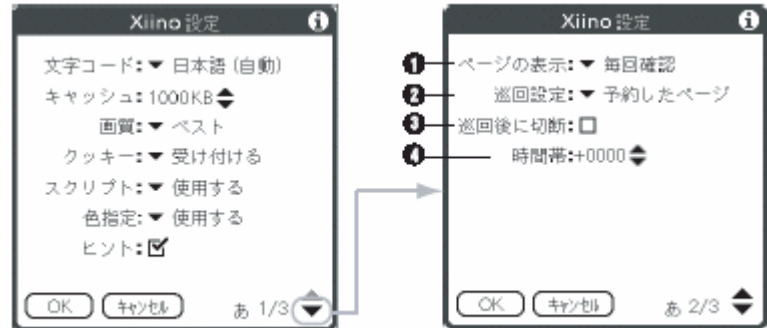 Xiino 設定
文字コード:▼ 日本語 (自動)
キャッシュ:1000KB
画質:▼ ベスト
クッキー:▼ 受け付ける
スクリプト:▼ 使用する
色指定:▼ 使用する
ヒント:
OK キャンセル あ 1/3
Xiino 設定
❶ ページの表示:▼ 毎回確認
❷ 巡回設定:▼ 予約したページ
❸ 巡回後に切断:
❹ 時間帯:+0000
OK キャンセル あ 2/3